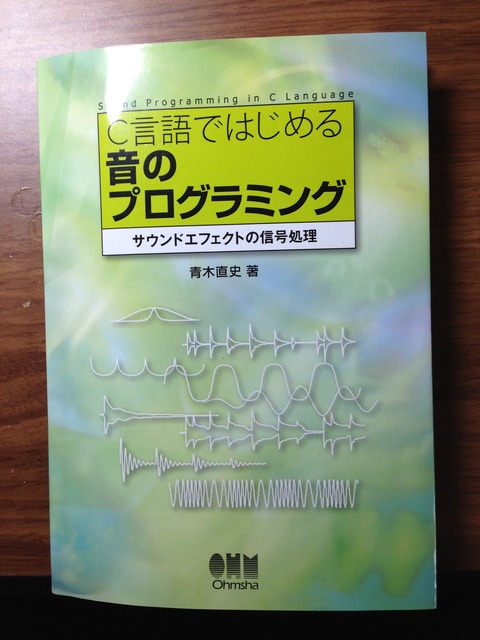 Sound Programming in C Language
C言語ではじめる
音の
プログラミング
サウンドエフェクトの信号処理
青木直史 著
OHM
Ohmsha